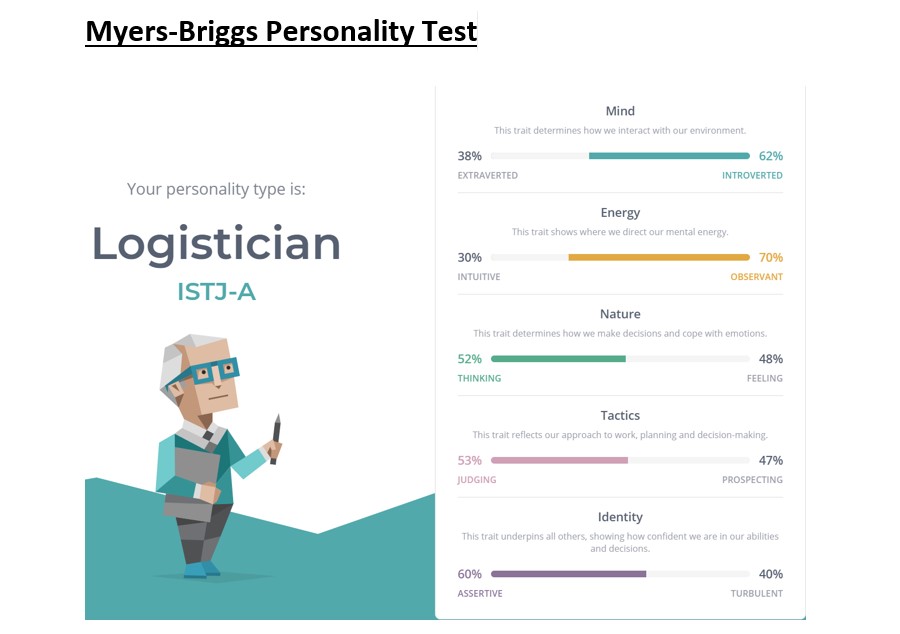 Myers-Briggs Personality Test
Your personality type is:
Logistician
ISTJ-A
Mind
This trait determines how we interact with our environment.
38% 62%
EXTRAVERTED INTROVERTED
Energy
This trait shows where we direct our mental energy.
30% 70%
INTUITIVE OBSERVANT
Nature
This trait determines how we make decisions and cope with emotions.
52% 48%
THINKING FEELING
Tactics
This trait reflects our approach to work, planning and decision-making.
53% 47%
JUDGING PROSPECTING
Identity
This trait underpins all others, showing how confident we are in our abilities
and decisions.
60% 40%
ASSERTIVE TURBULENT